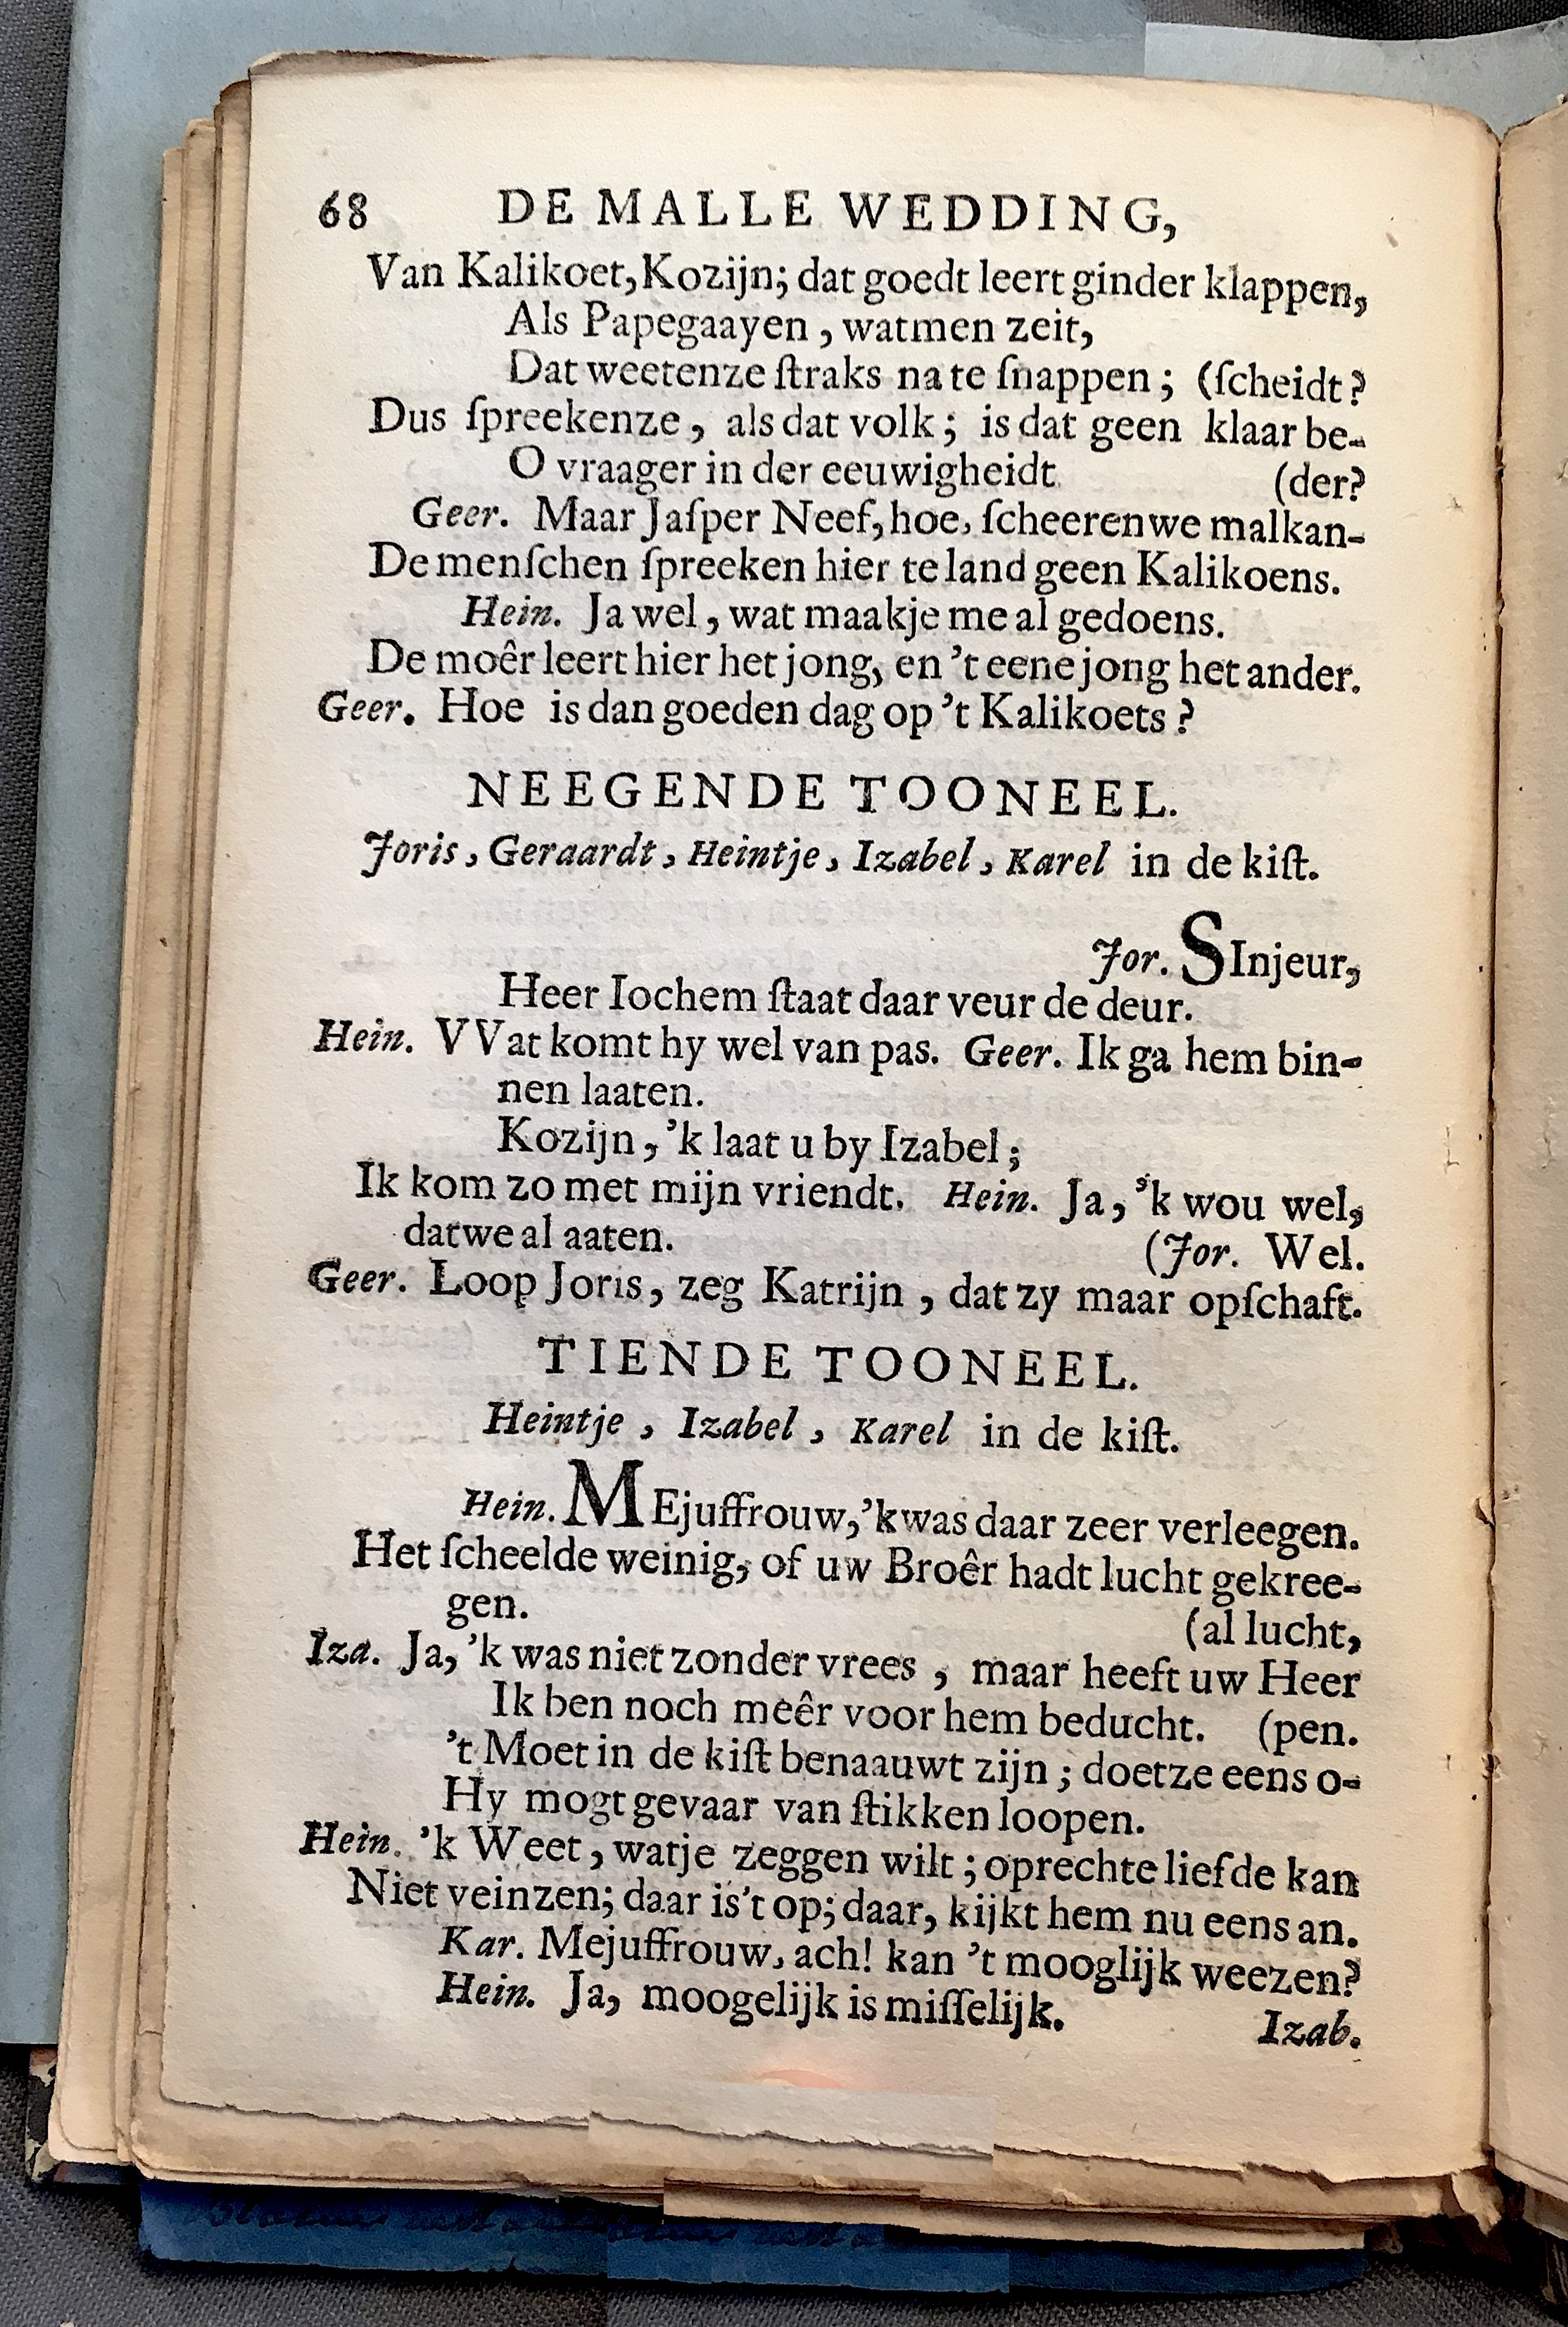 68 DE MALLE WEDDING,
Van Kalikoet, Kozijn; dat goedt leert ginder klappen,
Als Papegaayen, watmen zeit,
Dat weetenze ſtraks na te ſnappen; (ſcheidt?
Dus ſpreekenze, als dat volk; is dat geen klaar be-
O vraager in der eeuwigheidt (der?
Geer. Maar Jaſper Neef, hoe, ſcheeren we malkan-
De menſchen ſpreeken hier te land geen Kalikoens.
Hein. Ja wel, wat maakje me al gedoens.
De moêr leert hier het jong, en 't eene jong het ander.
Geer. Hoe is dan goeden dag op 't Kalikoets?
NEEGENDE TOONEEL.
Joris, Geraardt, Heintje, Izabel, Karel in de kiſt.
Jor. SInjeur,
Heer Iochem ſtaat daar veur de deur.
Hein. VVat komt hy wel van pas. Geer. Ik ga hem bin-
nen laaten.
Kozijn, 'k laat u by Izabel;
Ik kom zo met mijn vriendt. Hein. Ja, 'k wou wel,
datwe al aaten. (Jor. Wel.
Geer. Loop Joris, zeg Katrijn, dat zy maar opſchaft.
TIENDE TOONEEL.
Heintje, Izabel, Karel in de kiſt.
Hein. MEjuffrouw, 'k was daar zeer verleegen.
Het ſcheelde weinig, of uw Broêr hadt lucht gekree-
gen. (al lucht,
Iza. Ja, 'k was niet zonder vrees, maar heeft uw Heer
Ik ben noch meêr voor hem beducht. (pen.
't Moet in de kiſt benaauwt zijn; doetze eens o-
Hy mogt gevaar van ſtikken loopen.
Hein. 'k Weet, watje zeggen wilt; oprechte liefde kan
Niet veinzen; daar is't op; daar, kijkt hem nu eens an.
Kar. Mejuffrouw, ach! kan 't mooglijk weezen?
Hein. Ja, moogelijk is miſſelijk.
Izab.